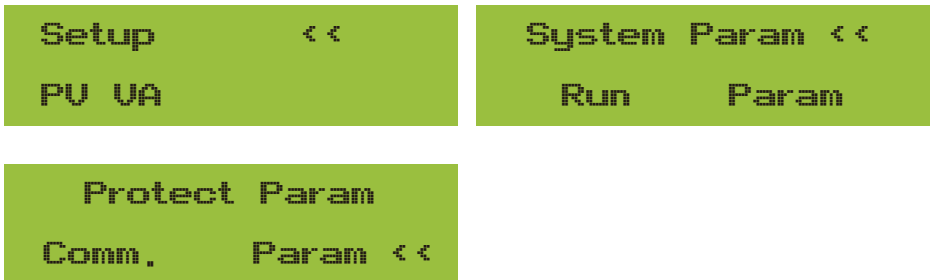 Setup <<
PV VA
System Param <<
Run Param
Protect Param
Comm. Param <<